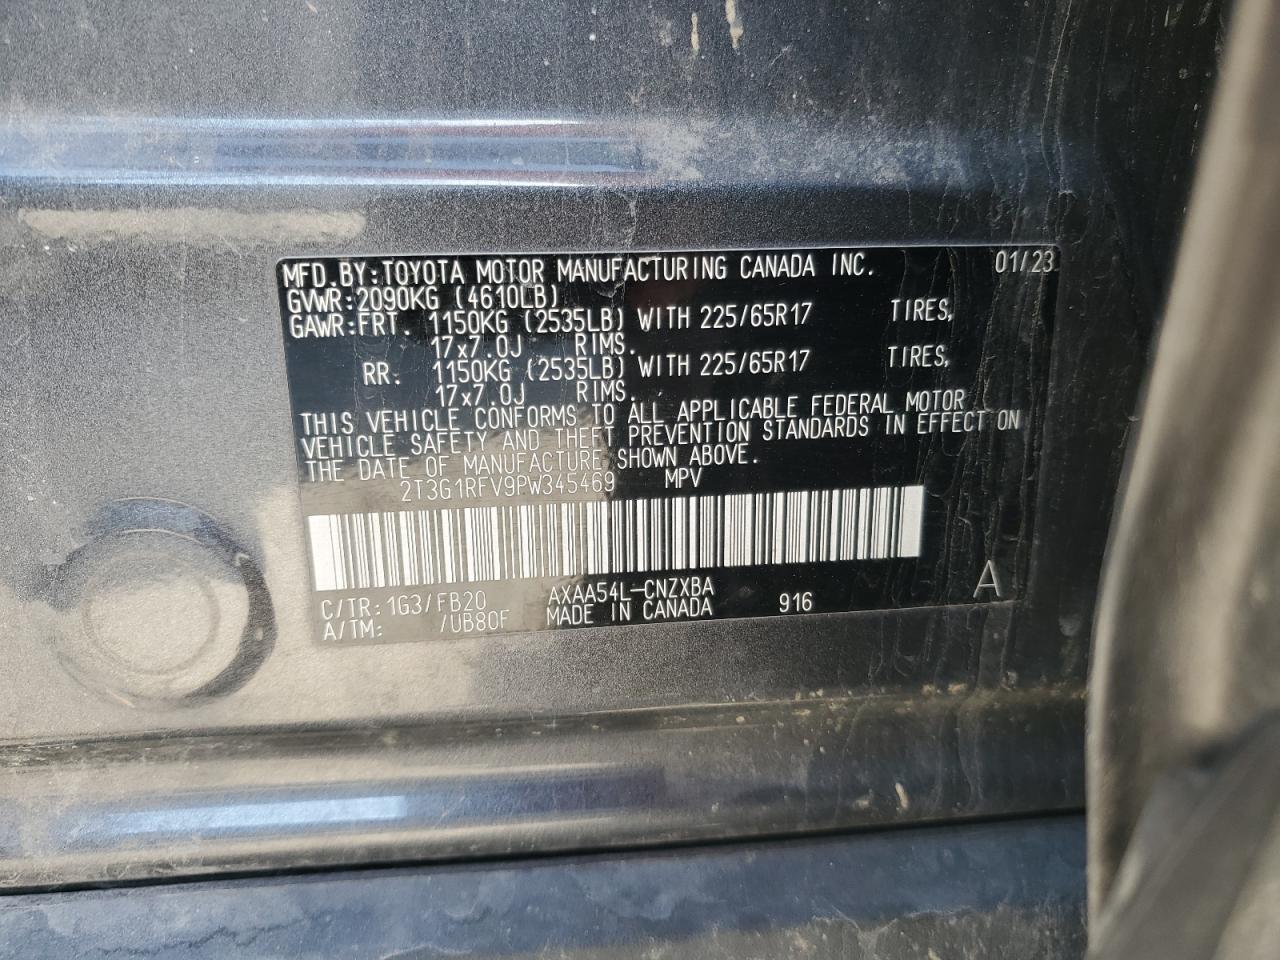 MFD.BY:TOYOTA MOTOR MANUFACTURING CANADA INC. 01/23
GVWR:2090KG (4610LB)
GAWR:FRT. 1150KG (2535LB) WITH 225/65R17 TIRES,
17x7.0J RIMS.
RR: 1150KG (2535LB) WITH 225/65R17 TIRES,
17x7.0J RIMS.
THIS VEHICLE CONFORMS TO ALL APPLICABLE FEDERAL MOTOR
VEHICLE SAFETY AND THEFT PREVENTION STANDARDS IN EFFECT ON
THE DATE OF MANUFACTURE SHOWN ABOVE.
2T3G1RFV9PW345469 MPV
C/TR:1G3/FB20 AXAA54L-CNZXBA
A/TM: /UB80F MADE IN CANADA 916 A